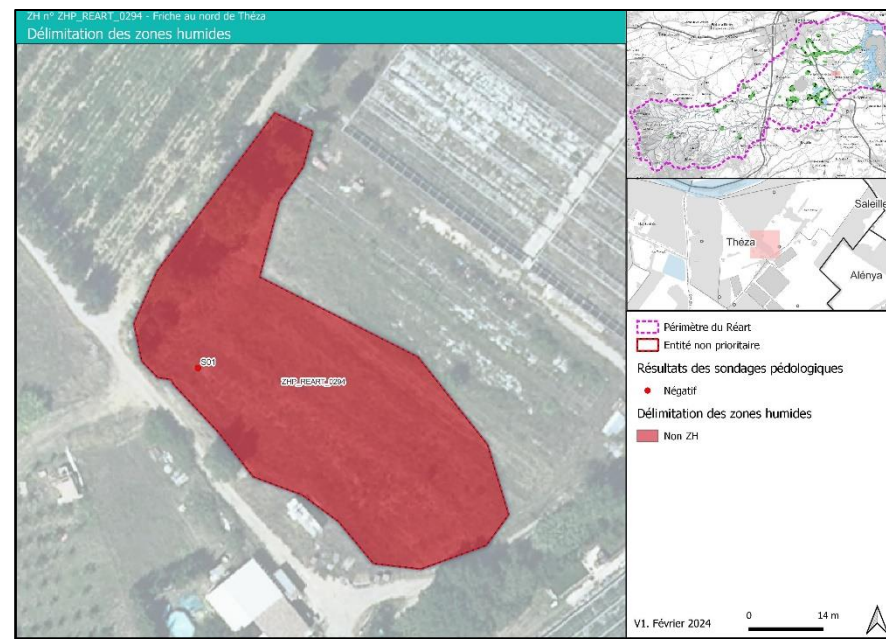 ZH n° ZHP_REART_0294 - Friche au nord de Théza
Délimitation des zones humides
S01
ZHP_REART_0294
Saleille
Théza
Alénya
Périmètre du Réart
Entité non prioritaire
Résultats des sondages pédologiques
Négatif
Délimitation des zones humides
Non ZH
V1. Février 2024
0 14 m